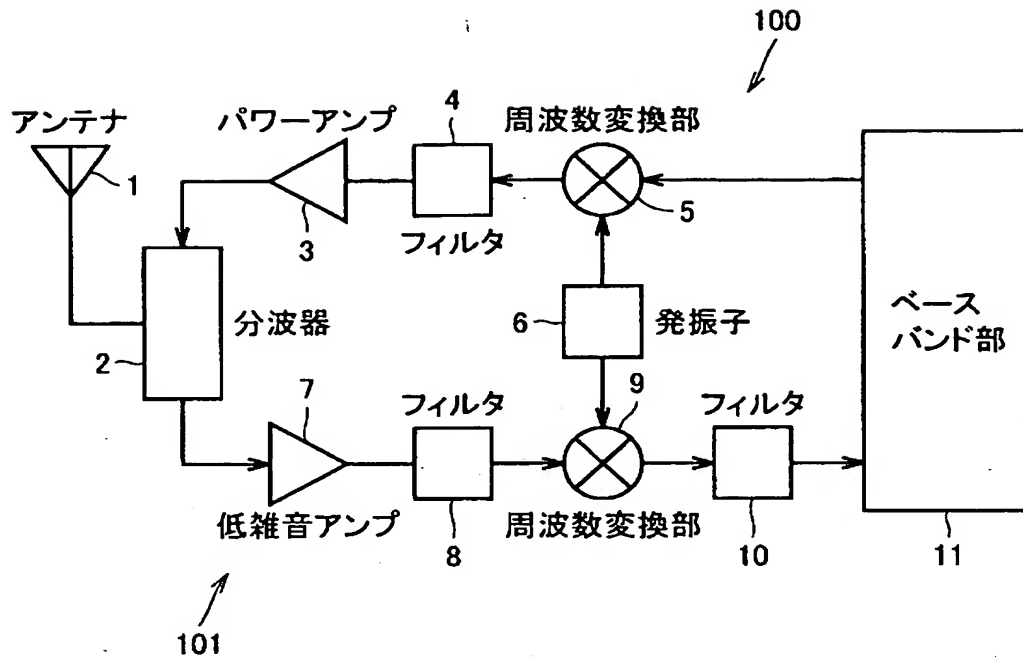 100
アンテナ
パワーアンプ
4
周波数変換部
1
3
フィルタ
5
ベース
バンド部
分波器
2
6
発振子
7
フィルタ
9
フィルタ
低雑音アンプ
8
周波数変換部
10
11
101